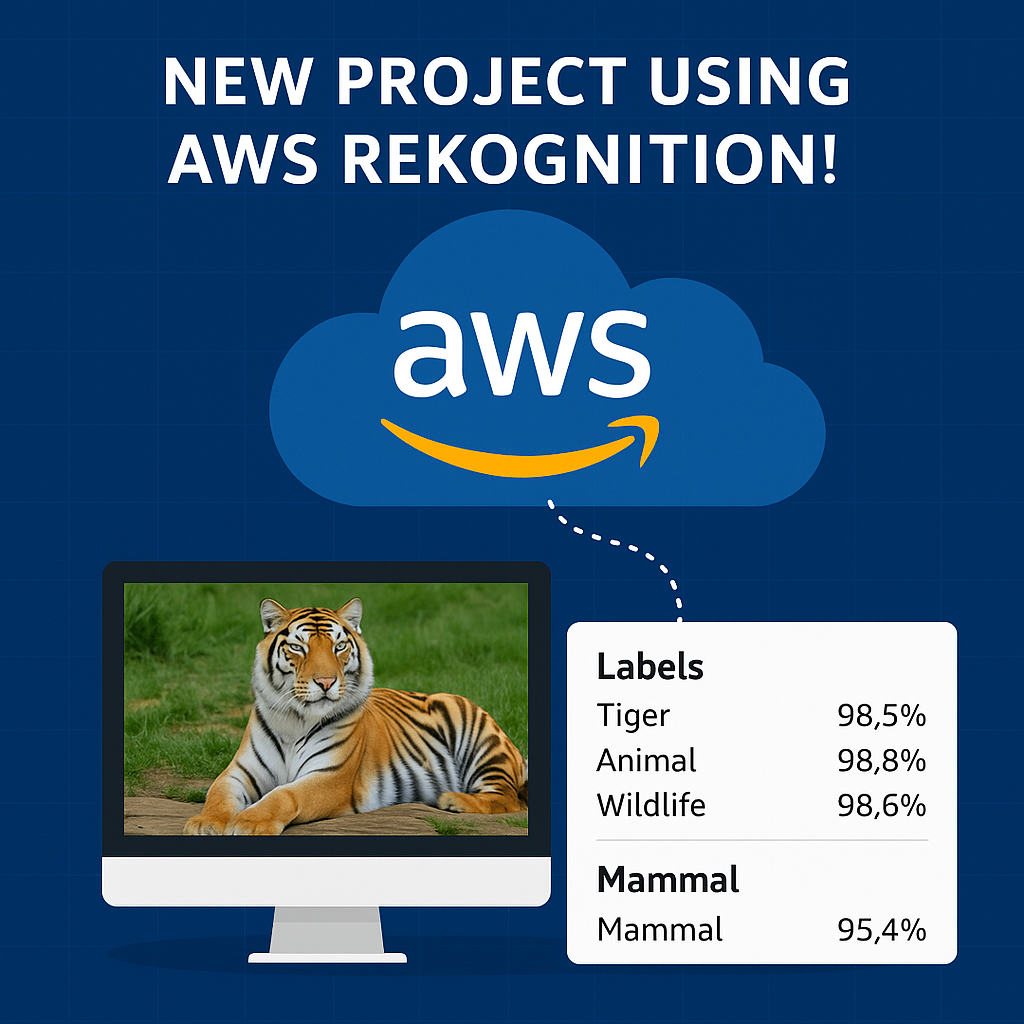 NEW PROJECT USING
AWS REKOGNITION!
aws
Labels
Tiger 98,5%
Animal 98,8%
Wildlife 98,6%
Mammal
Mammal 95,4%